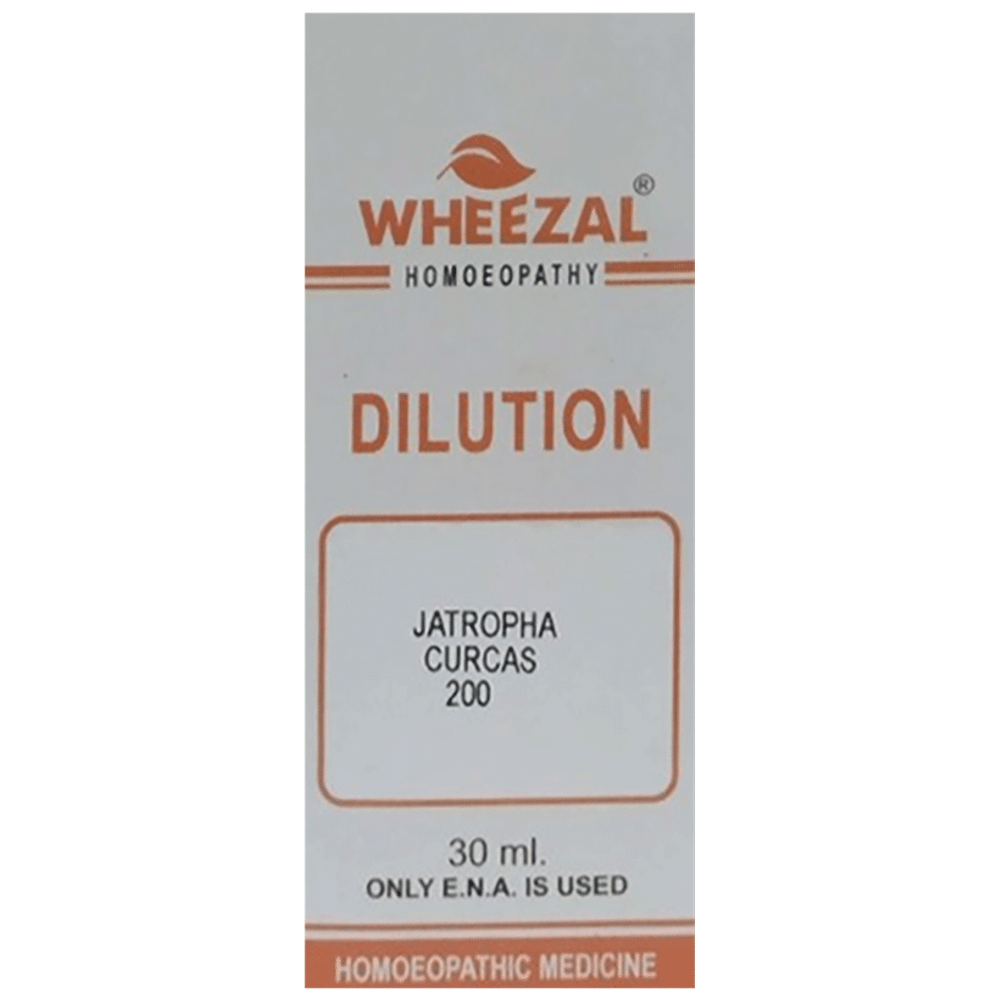 WHEEZAL®
HOMOEOPATHY
DILUTION
JATROPHA
CURCAS
200
30 ml.
ONLY E.N.A. IS USED
HOMOEOPATHIC MEDICINE